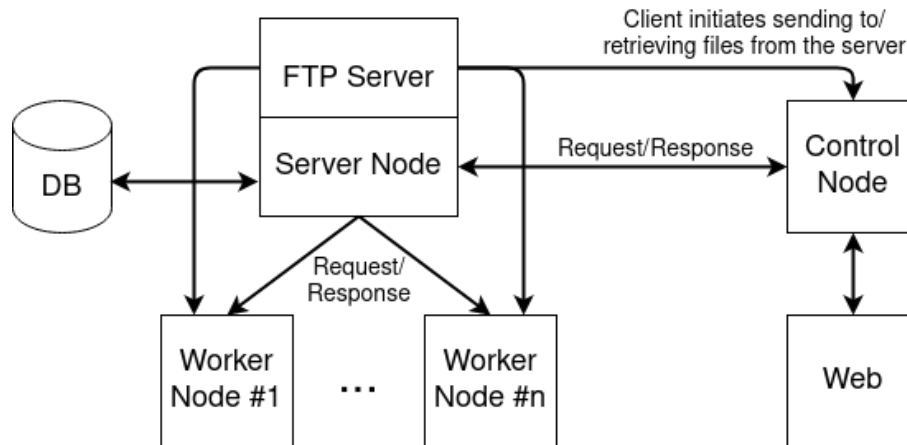 Client initiates sending to/
retrieving files from the server
FTP Server
Server Node
DB
Request/Response
Control
Node
Request/
Response
Worker
Node #1
...
Worker
Node #n
Web